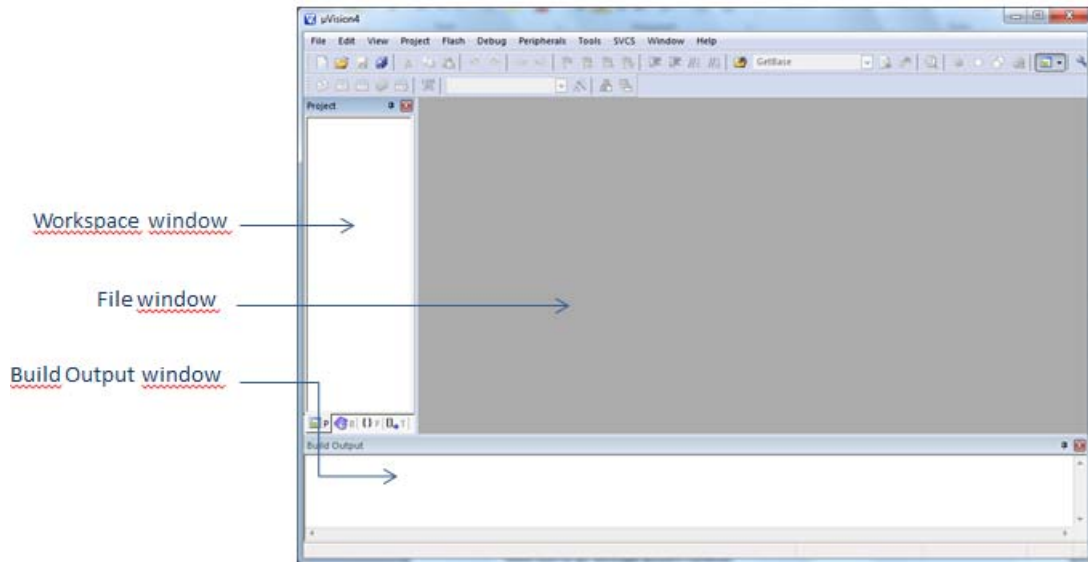 µVision4
File Edit View Project Flash Debug Peripherals Tools SVCS Window Help
GetBase
Project
Workspace window
File window
Build Output window
P
Build Output